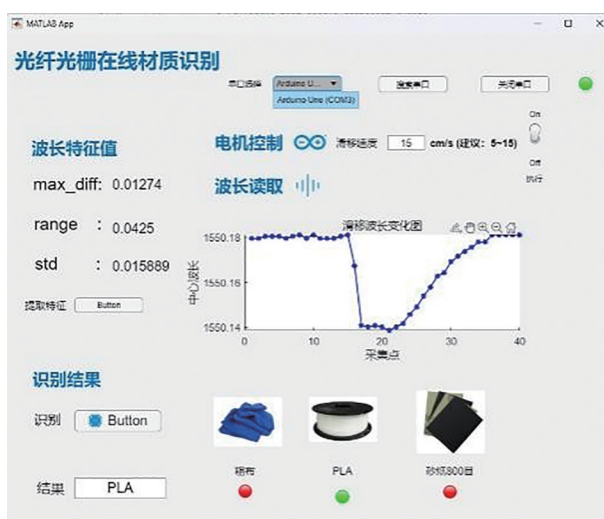 MATLAB App
光纤光栅在线材质识别
串口选择 Arduino U... 搜索串口 关闭串口
Arduino Uno (COM3)
On
电机控制 滑移速度 15 cm/s (建议: 5~15)
Off
执行
波长特征值
max_diff: 0.01274
波长读取
range : 0.0425
滑移波长变化图
std : 0.015889
提取特征 Button
中心波长
1550.18
1550.16
1550.14
0 10 20 30 40
采集点
识别结果
识别 Button
粗布 PLA 砂纸800目
结果 PLA